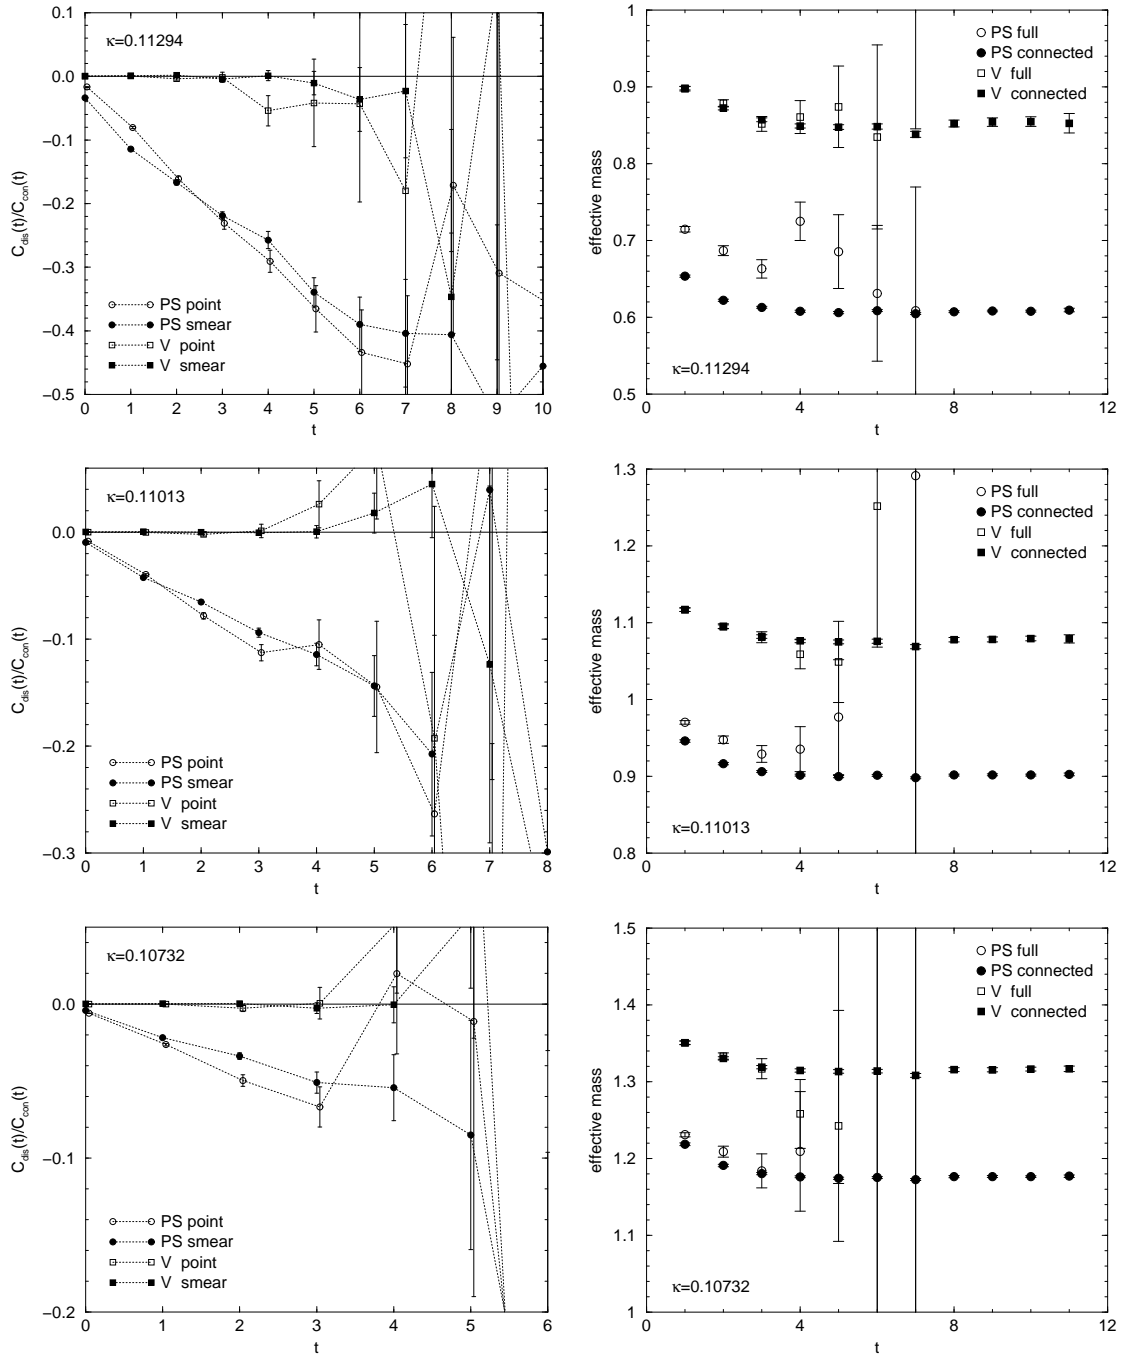 κ=0.11294
C_dis(t)/C_con(t)
0.1
0.0
−0.1
−0.2
−0.3
−0.4
−0.5
PS point
PS smear
V point
V smear
0 1 2 3 4 5 6 7 8 9 10
t
effective mass
1
0.9
0.8
0.7
0.6
0.5
PS full
PS connected
V full
V connected
κ=0.11294
0 4 8 12
t
κ=0.11013
C_dis(t)/C_con(t)
0.0
−0.1
−0.2
−0.3
PS point
PS smear
V point
V smear
0 1 2 3 4 5 6 7 8
t
effective mass
1.3
1.2
1.1
1
0.9
0.8
PS full
PS connected
V full
V connected
κ=0.11013
0 4 8 12
t
κ=0.10732
C_dis(t)/C_con(t)
0.0
−0.1
−0.2
PS point
PS smear
V point
V smear
0 1 2 3 4 5 6
t
effective mass
1.5
1.4
1.3
1.2
1.1
1
PS full
PS connected
V full
V connected
κ=0.10732
0 4 8 12
t